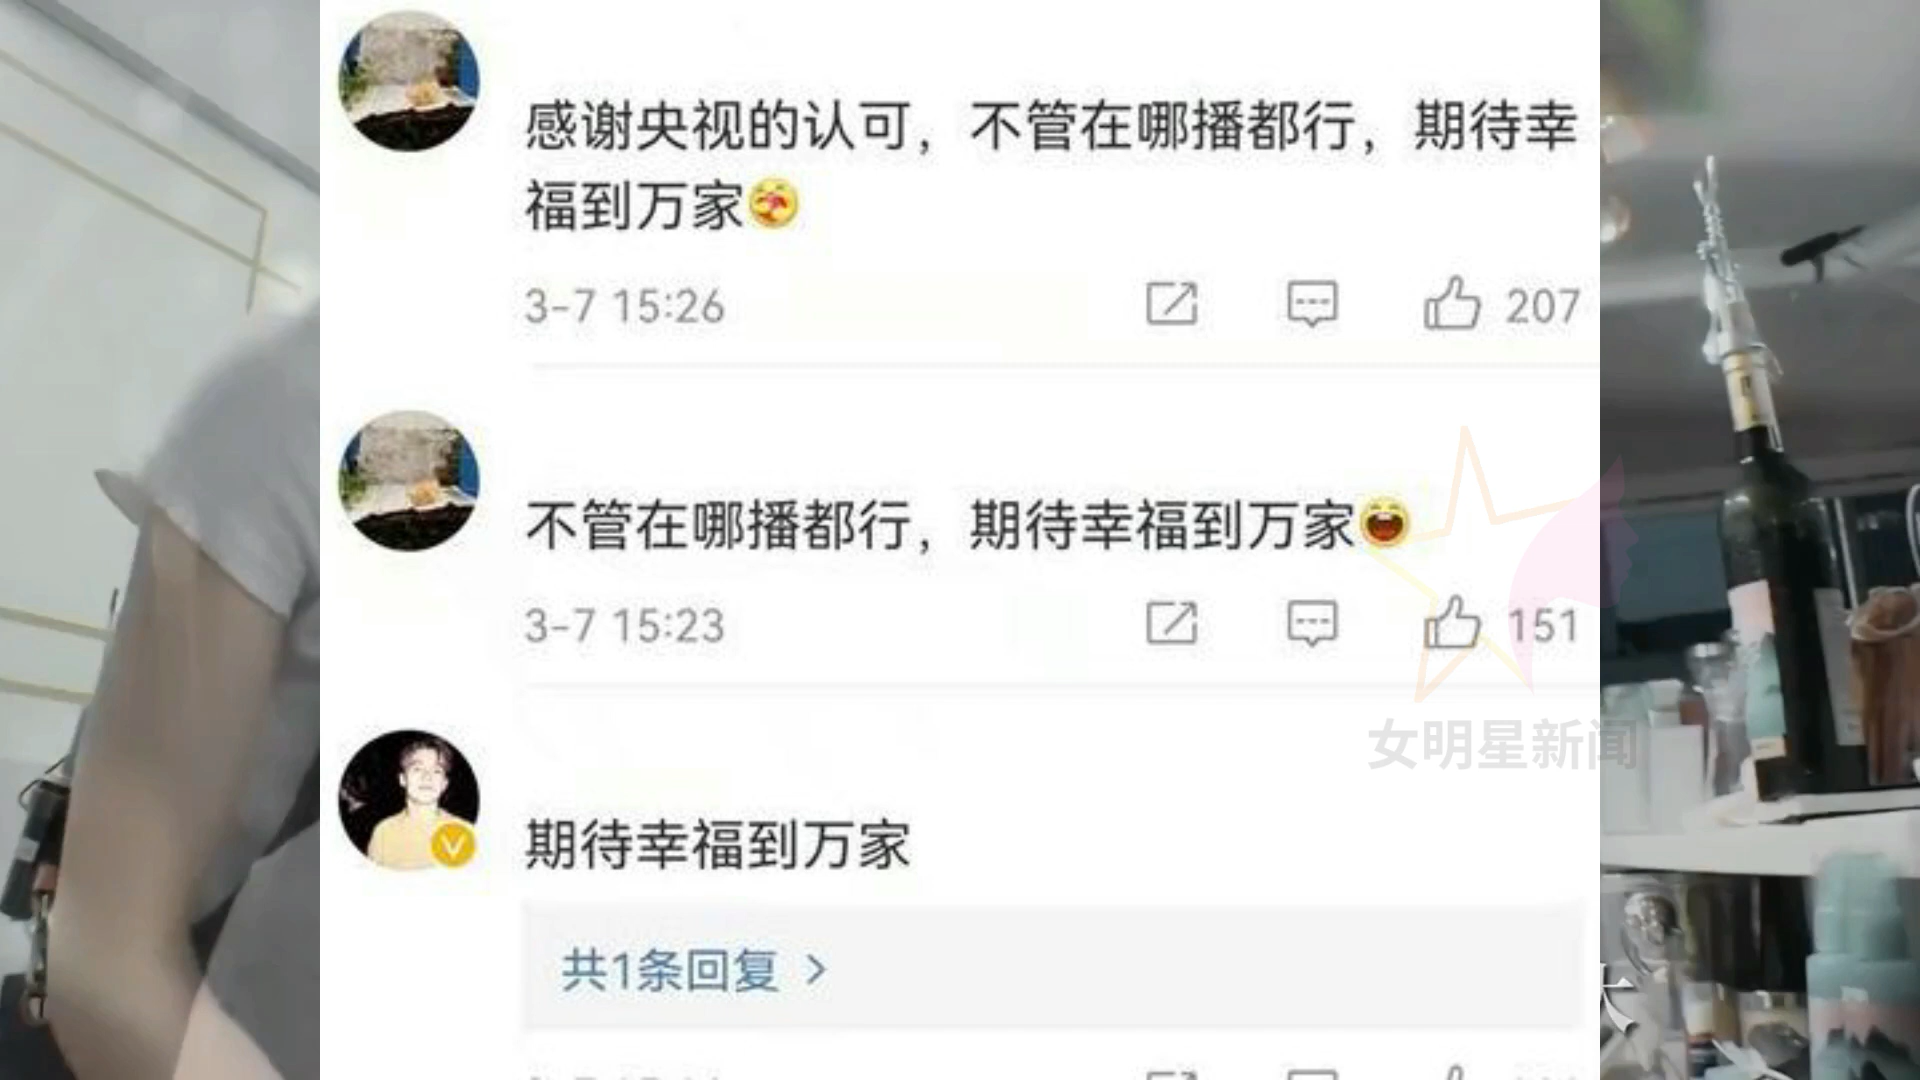 感谢央视的认可，不管在哪播都行，期待幸
福到万家
3-7 15:26
207
不管在哪播都行，期待幸福到万家
3-7 15:23
151
女明星新闻
期待幸福到万家
共1条回复 >
大